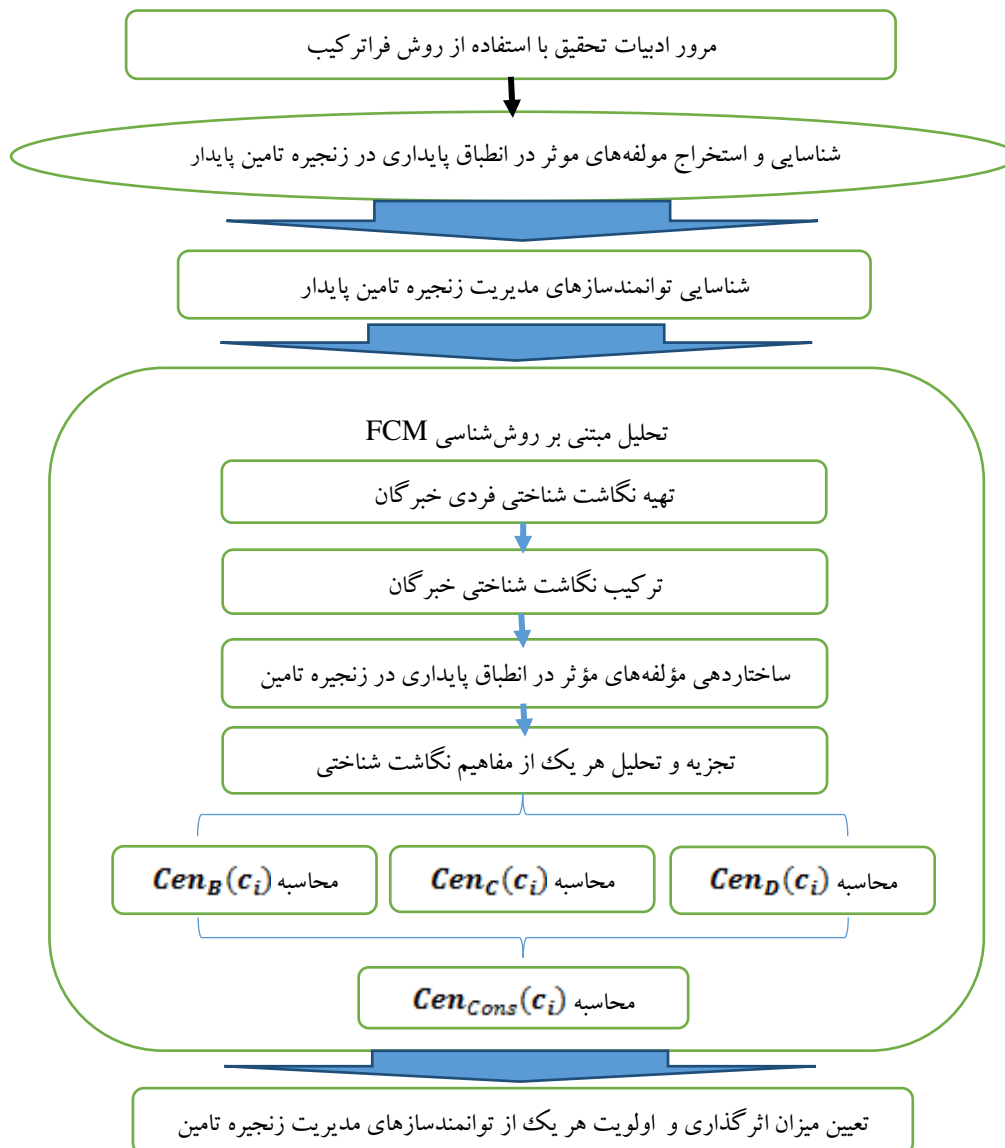 مرور ادبیات تحقیق با استفاده از روش فراترکیب
شناسایی و استخراج مولفه‌های موثر در انطباق پایداری در زنجیره تامین پایدار
شناسایی توانمندسازهای مدیریت زنجیره تامین پایدار
تحلیل مبتنی بر روش‌شناسی FCM
تهیه نگاشت شناختی فردی خبرگان
ترکیب نگاشت شناختی خبرگان
ساختاردهی مؤلفه‌های مؤثر در انطباق پایداری در زنجیره تامین
تجزیه و تحلیل هر یک از مفاهیم نگاشت شناختی
محاسبه Cen_D(c_i)
محاسبه Cen_C(c_i)
محاسبه Cen_B(c_i)
محاسبه Cen_Cons(c_i)
تعیین میزان اثرگذاری و اولویت هر یک از توانمندسازهای مدیریت زنجیره تامین